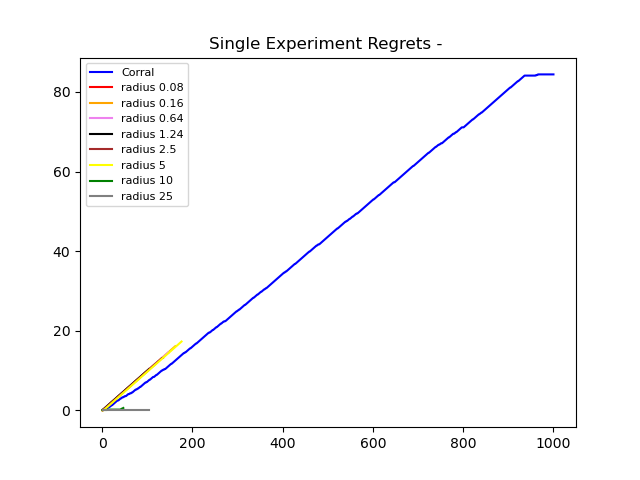 Single Experiment Regrets -
Corral
radius 0.08
radius 0.16
radius 0.64
radius 1.24
radius 2.5
radius 5
radius 10
radius 25
80
60
40
20
0
0 200 400 600 800 1000